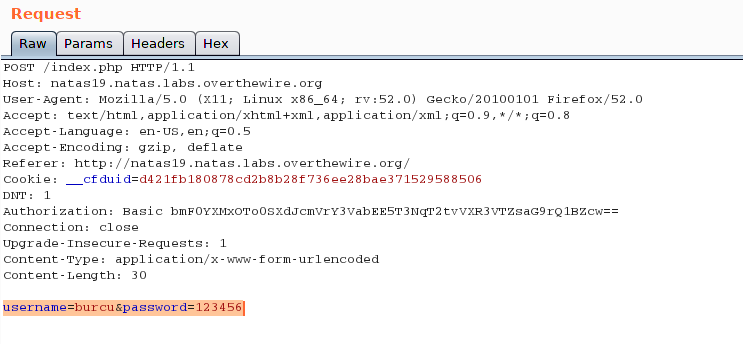 Request
Raw Params Headers Hex
POST /index.php HTTP/1.1
Host: natas19.natas.labs.overthewire.org
User-Agent: Mozilla/5.0 (X11; Linux x86_64; rv:52.0) Gecko/20100101 Firefox/52.0
Accept: text/html,application/xhtml+xml,application/xml;q=0.9,*/*;q=0.8
Accept-Language: en-US,en;q=0.5
Accept-Encoding: gzip, deflate
Referer: http://natas19.natas.labs.overthewire.org/
Cookie: __cfduid=d421fb180878cd2b8b28f736ee28bae371529588506
DNT: 1
Authorization: Basic bmF0YXMxOTo0SXdJcmVrY3VabEE5T3NqT2tvVXR3VTZsaG9rQ1BZcw==
Connection: close
Upgrade-Insecure-Requests: 1
Content-Type: application/x-www-form-urlencoded
Content-Length: 30
username=burcu&password=123456